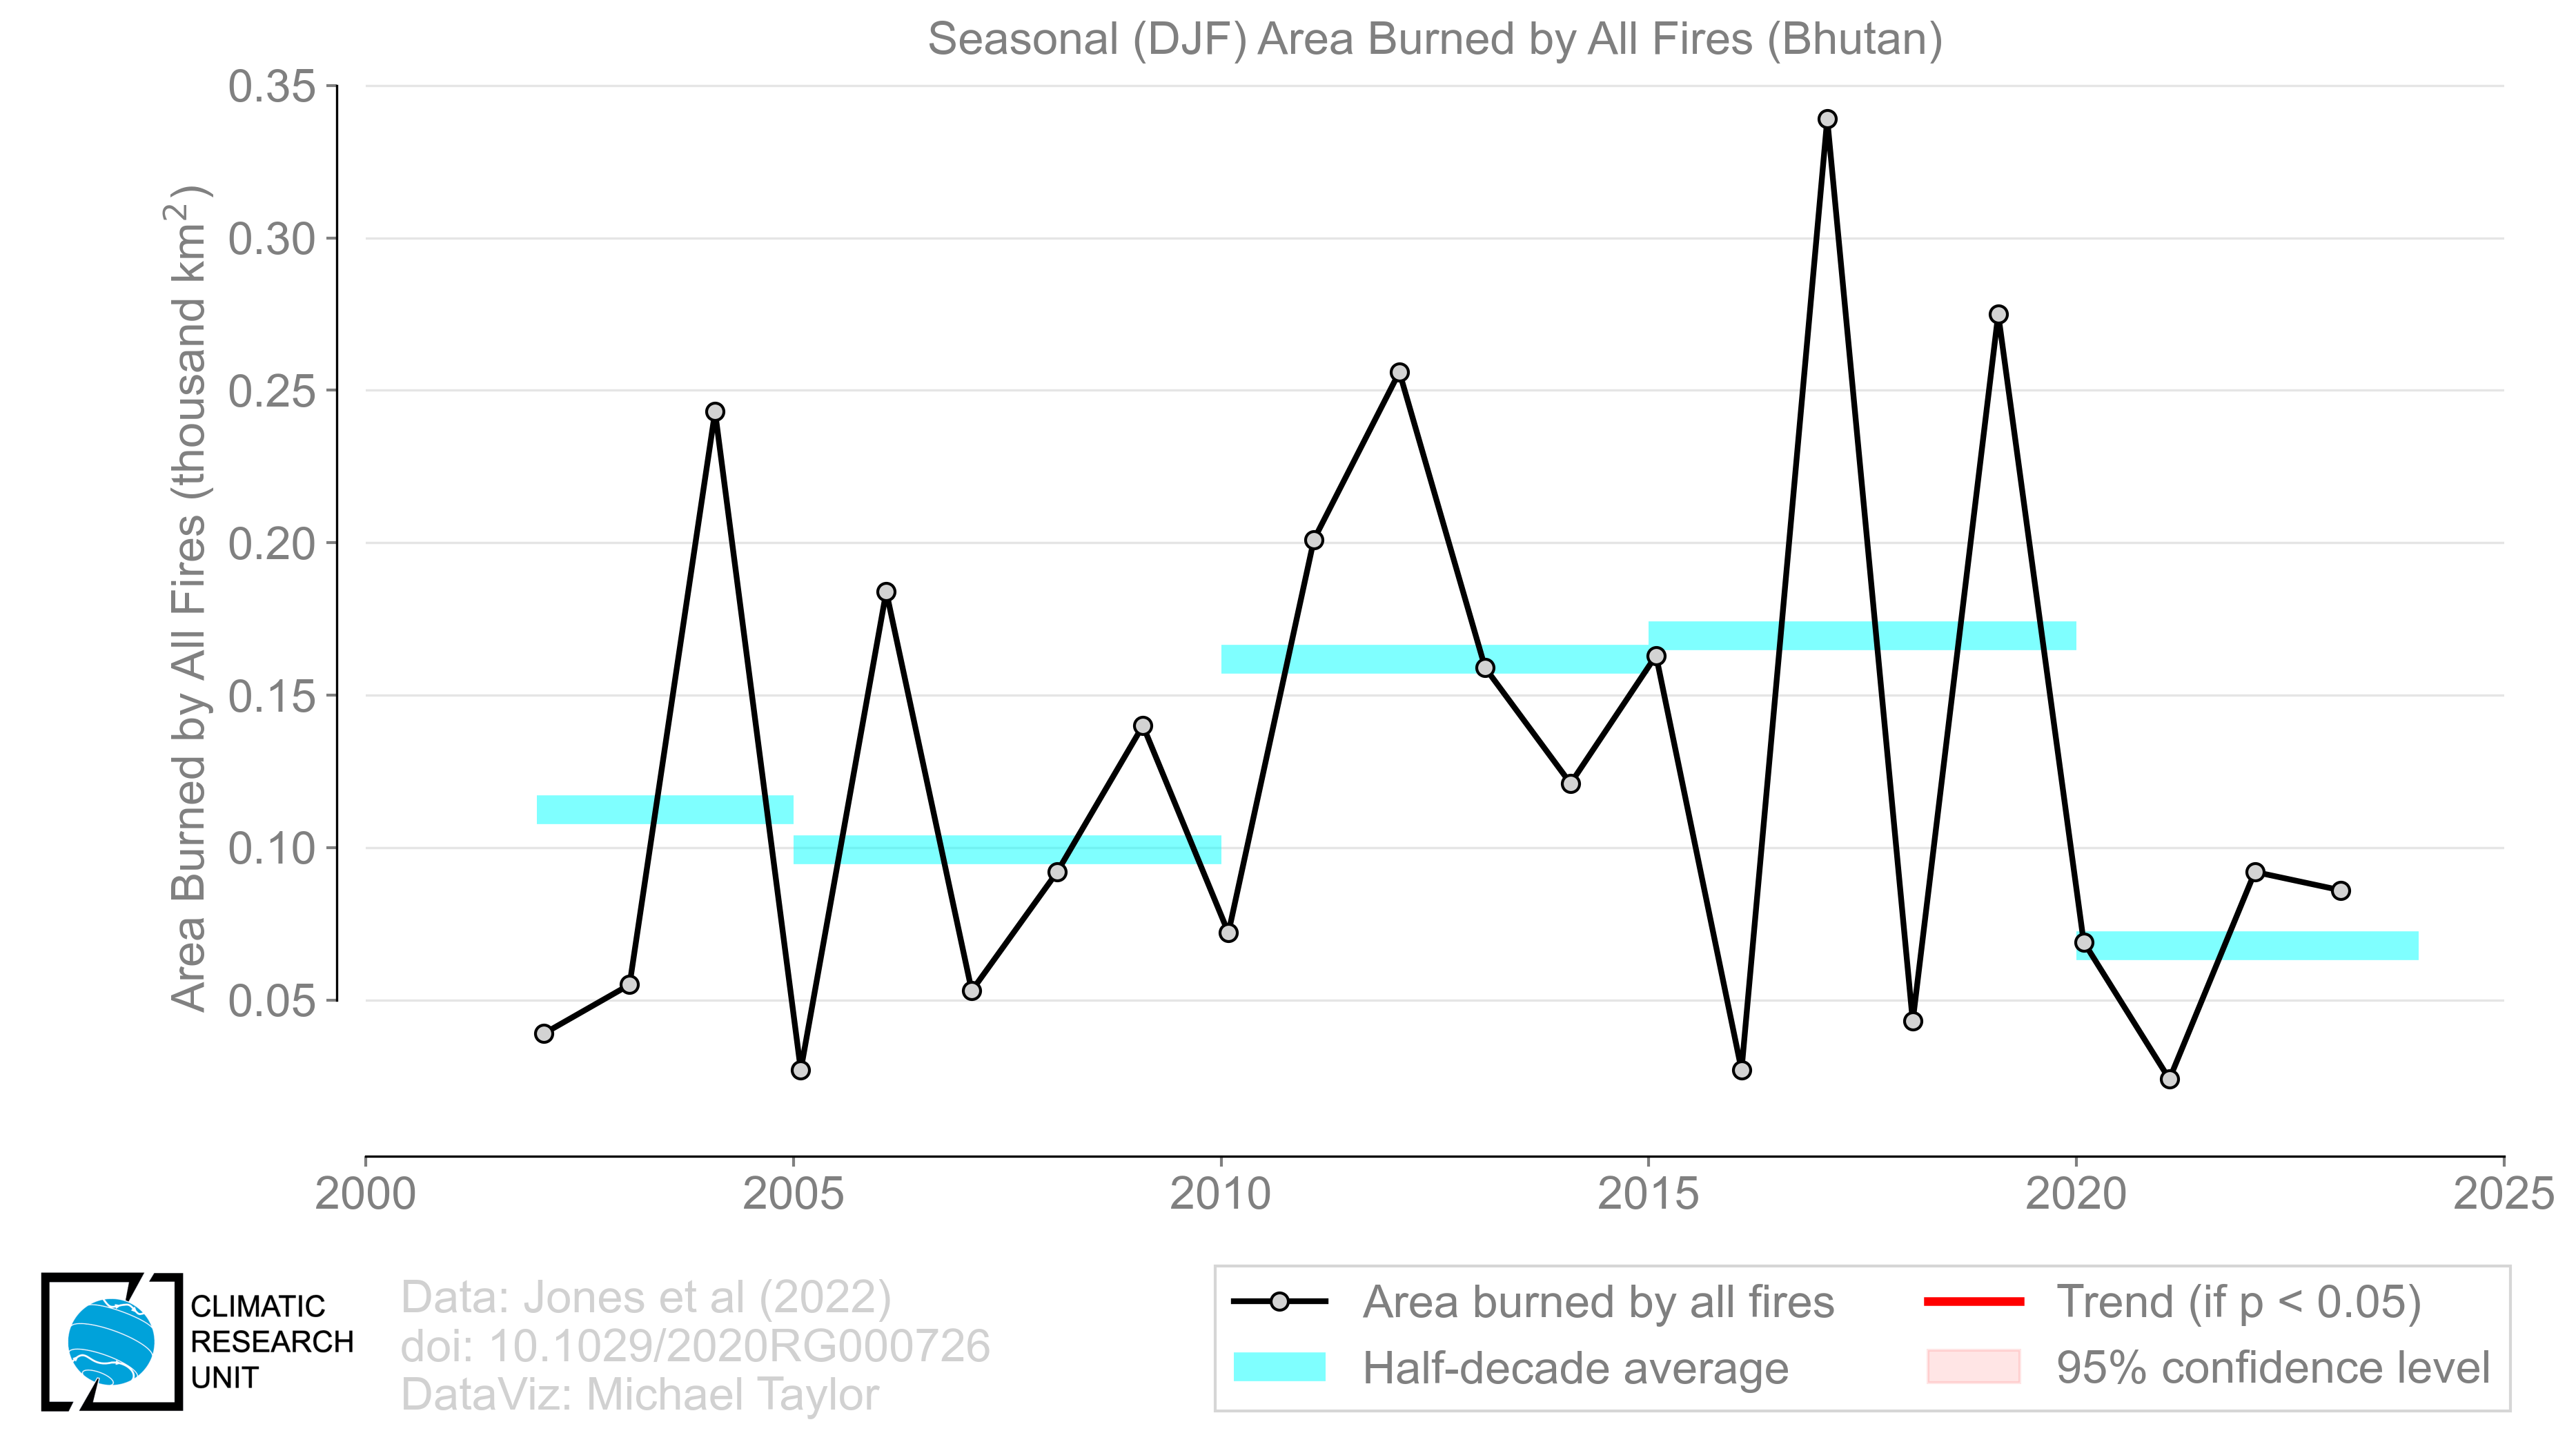 Seasonal (DJF) Area Burned by All Fires (Bhutan)
Area Burned by All Fires (thousand km²)
0.35
0.30
0.25
0.20
0.15
0.10
0.05
2000 2005 2010 2015 2020 2025
CLIMATIC
RESEARCH
UNIT
Data: Jones et al (2022)
doi: 10.1029/2020RG000726
DataViz: Michael Taylor
Area burned by all fires
Half-decade average
Trend (if p < 0.05)
95% confidence level